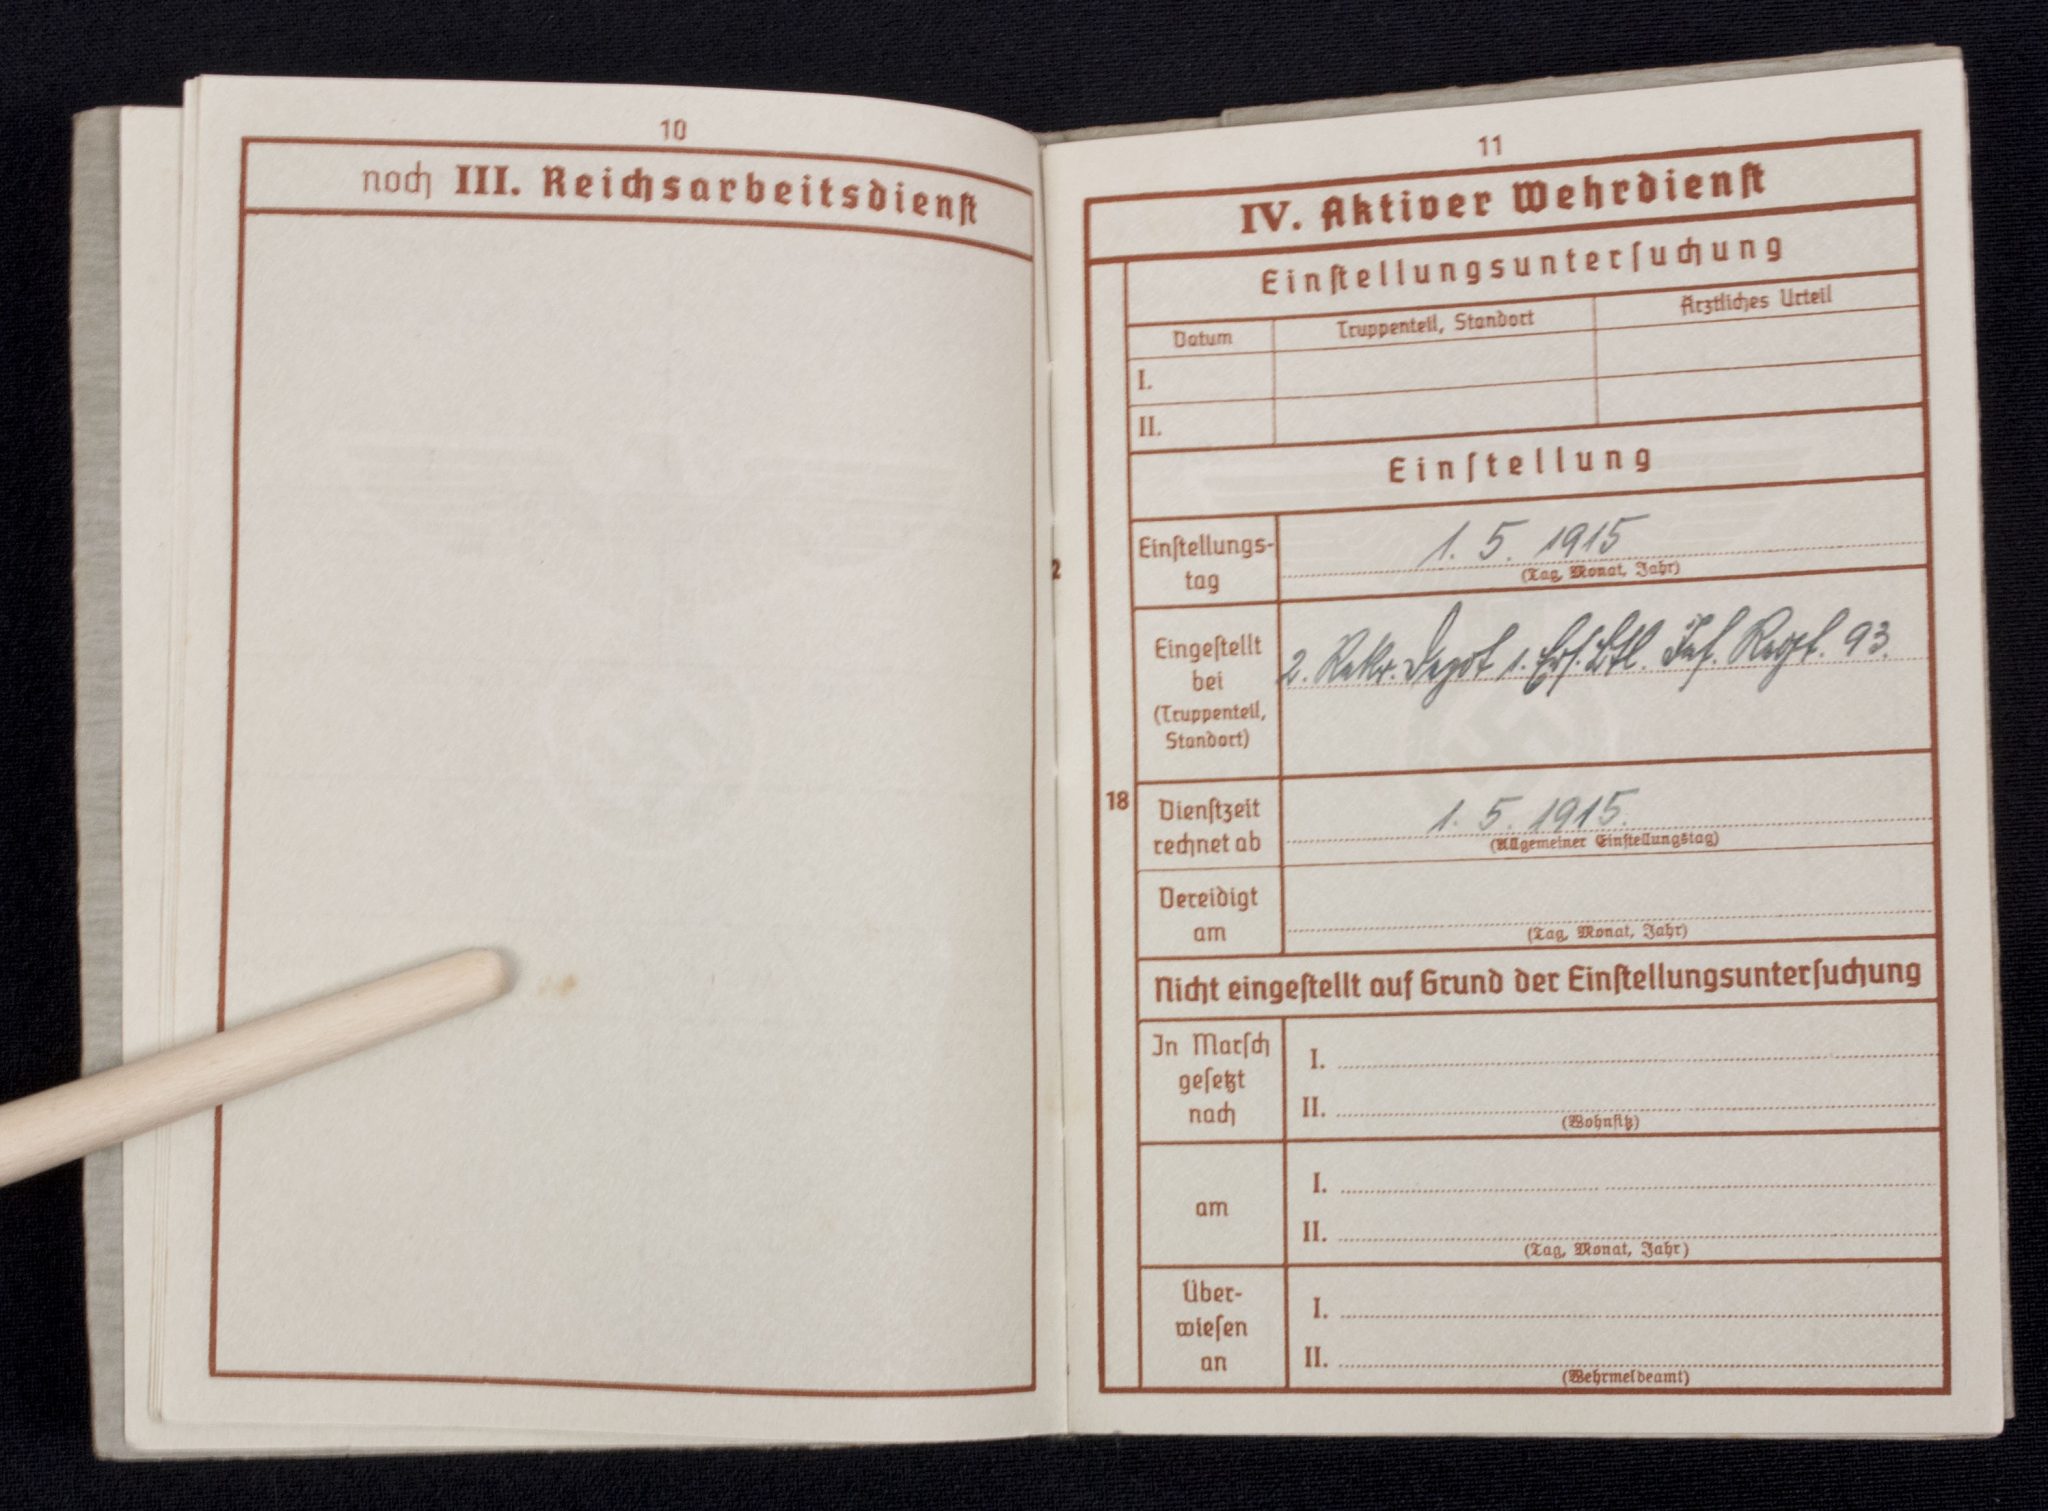 10
noch III. Reichsarbeitsdienst
11
IV. Aktiver Wehrdienst
Einstellungsuntersuchung
Datum
Truppenteil, Standort
Ärztliches Urteil
I.
II.
Einstellung
Einstellungs-
tag
1. 5. 1915
(Tag, Monat, Jahr)
2
Eingestellt
bei
(Truppenteil,
Standort)
2. Rekr. Depot 1. Ers. Btl. Inf. Regt. 93.
18
Dienstzeit
rechnet ab
1. 5. 1915.
(Allgemeiner Einstellungstag)
Vereidigt
am
(Tag, Monat, Jahr)
Nicht eingestellt auf Grund der Einstellungsuntersuchung
In Marsch
gesetzt
nach
I.
II.
(Wohnsitz)
am
I.
II.
(Tag, Monat, Jahr)
Über-
wiesen
an
I.
II.
(Wehrmeldeamt)